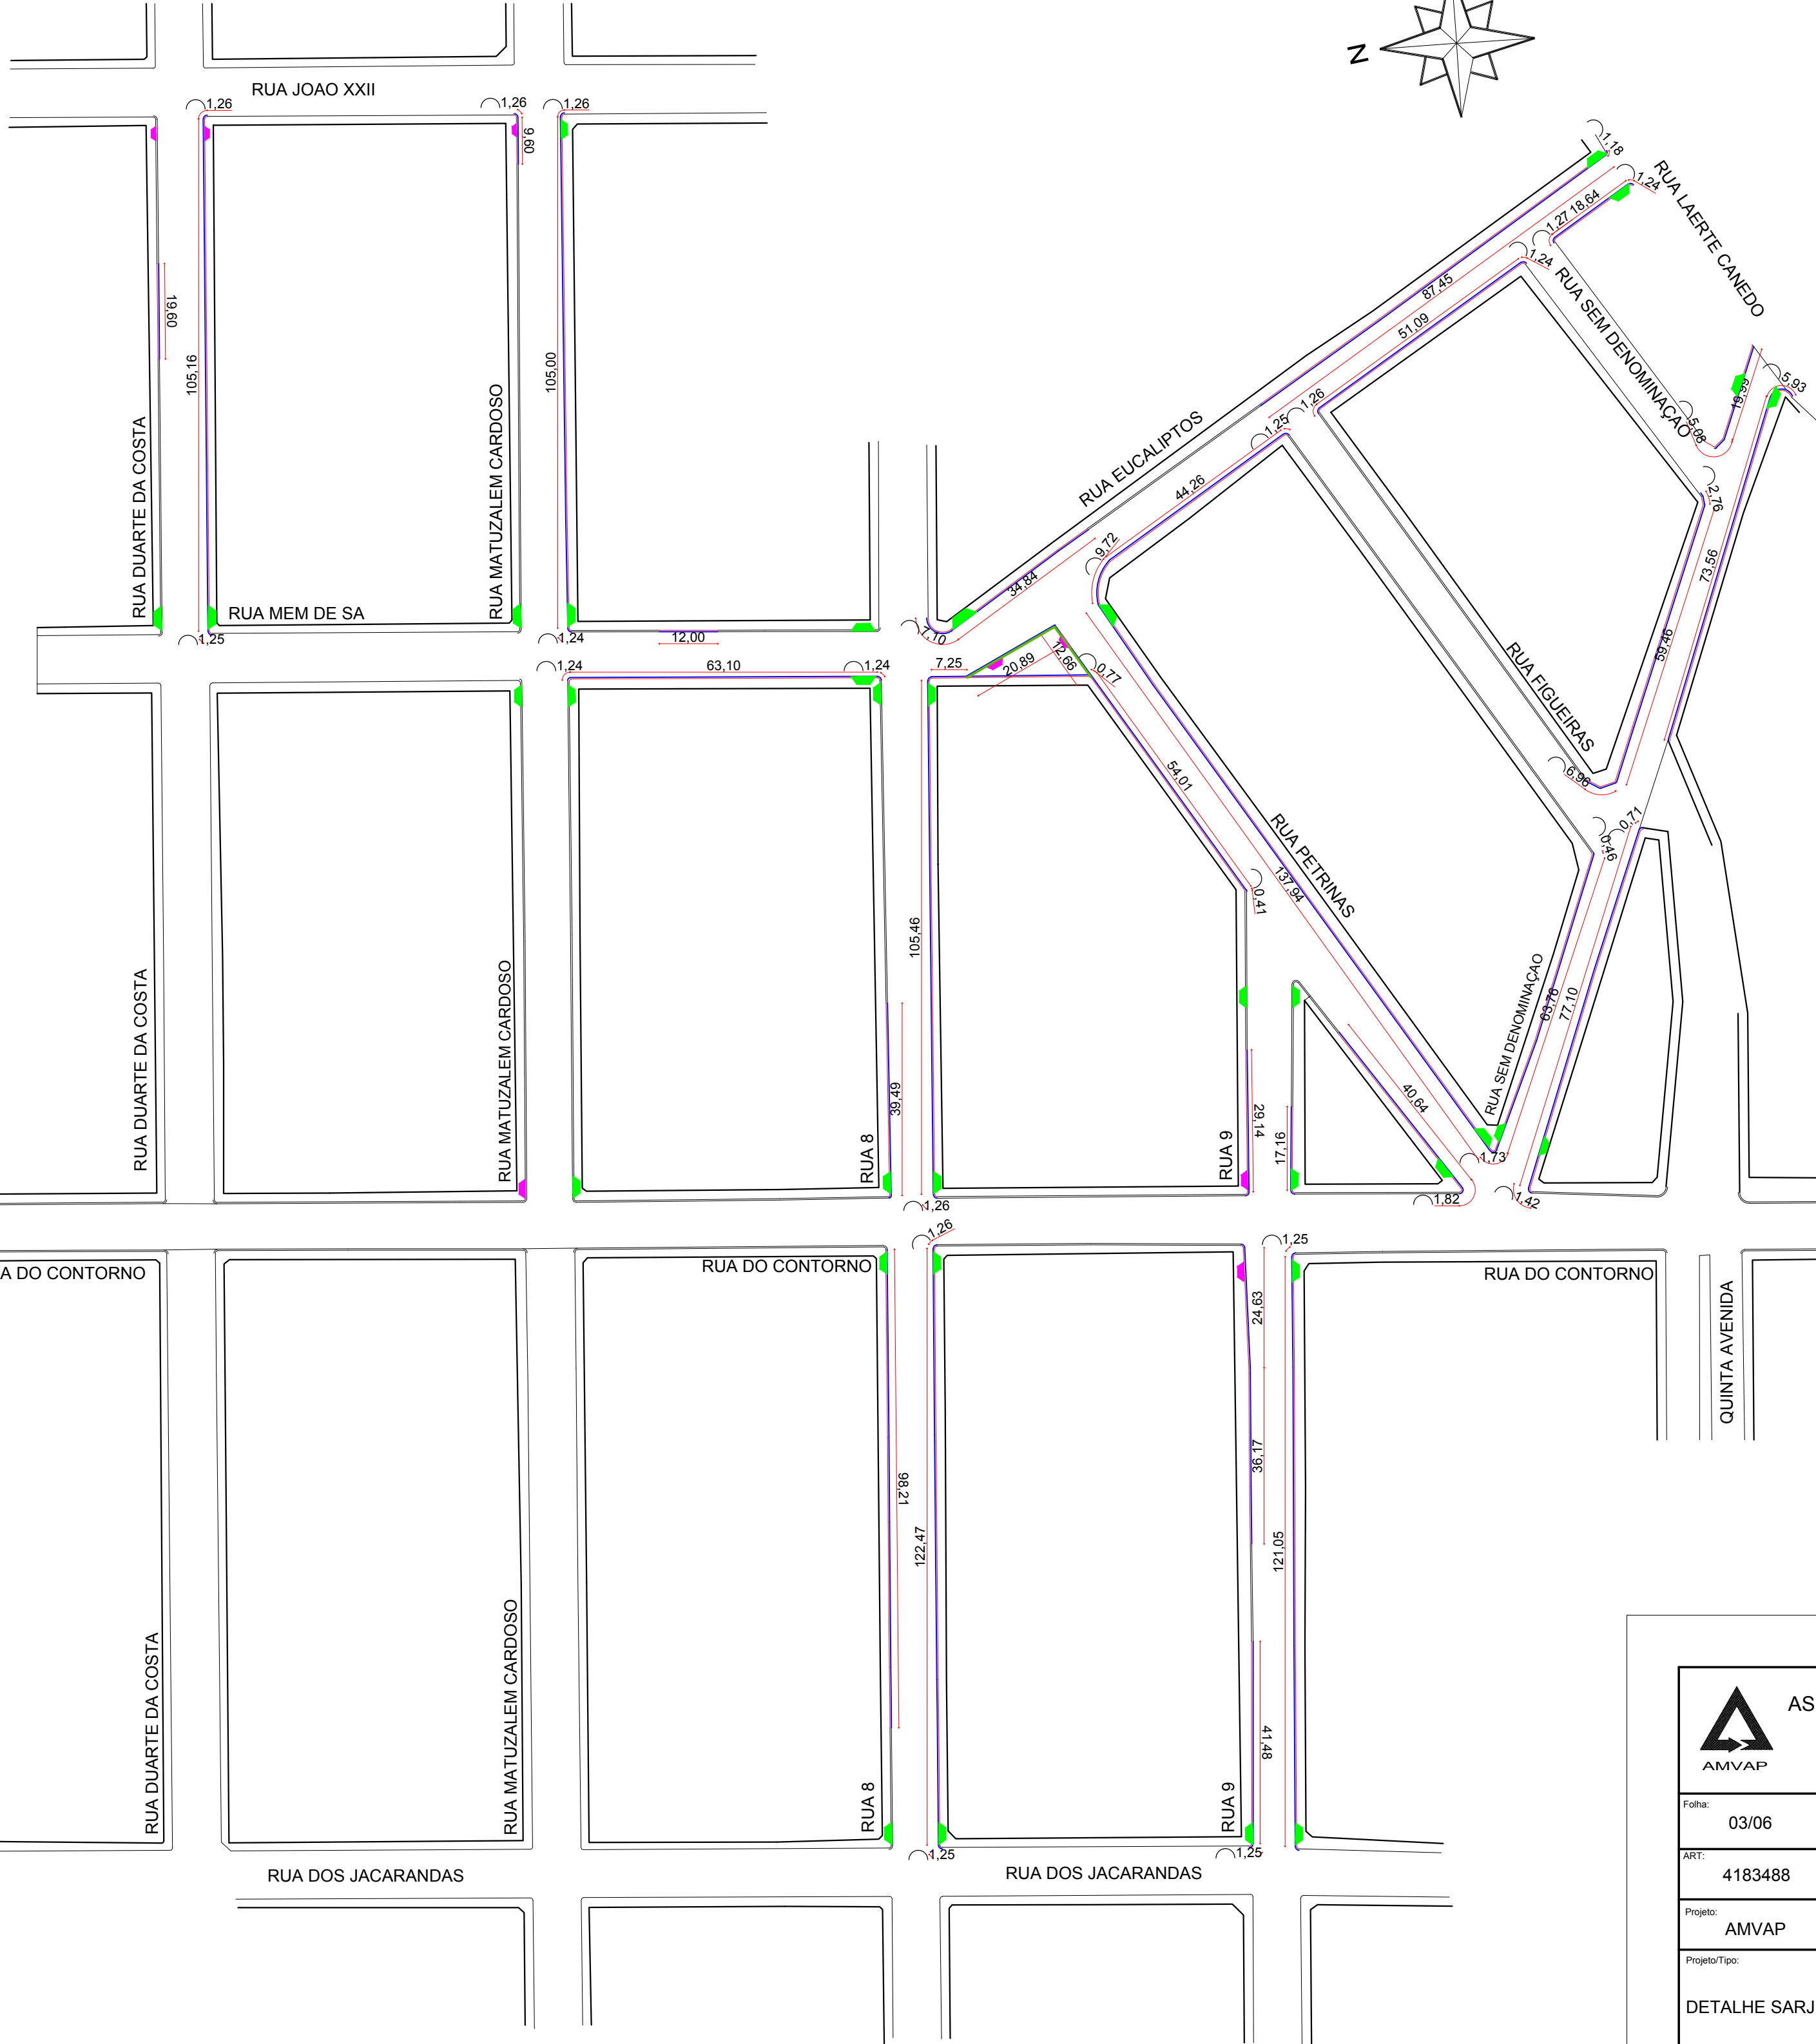 N
RUA JOAO XXII
1,26
1,26
1,26
9,60
1,18
1,24
RUA LAERTE CANEDO
1,27
18,64
1,24
RUA SEM DENOMINAÇAO
87,45
51,09
1,26
1,25
19,60
105,16
105,00
RUA DUARTE DA COSTA
RUA MATUZALEM CARDOSO
RUA EUCALIPTOS
44,26
9,72
34,84
5,93
19,99
5,08
2,76
73,56
59,46
RUA MEM DE SA
1,25
1,24
12,00
7,10
1,24
63,10
1,24
7,25
20,89
12,66
0,77
54,01
RUA FIGUEIRAS
6,96
0,71
0,46
RUA PETRINAS
137,94
0,41
105,46
RUA DUARTE DA COSTA
RUA MATUZALEM CARDOSO
39,49
RUA 8
RUA 9
29,14
17,19
40,64
RUA SEM DENOMINAÇAO
63,76
77,10
1,73
1,82
1,42
1,26
1,26
1,25
A DO CONTORNO
RUA DO CONTORNO
RUA DO CONTORNO
24,63
QUINTA AVENIDA
36,17
98,21
122,47
121,05
RUA DUARTE DA COSTA
RUA MATUZALEM CARDOSO
41,48
RUA 8
RUA 9
1,25
1,25
RUA DOS JACARANDAS
RUA DOS JACARANDAS
AS
AMVAP
Folha:
03/06
ART:
4183488
Projeto:
AMVAP
Projeto/Tipo:
DETALHE SARJ